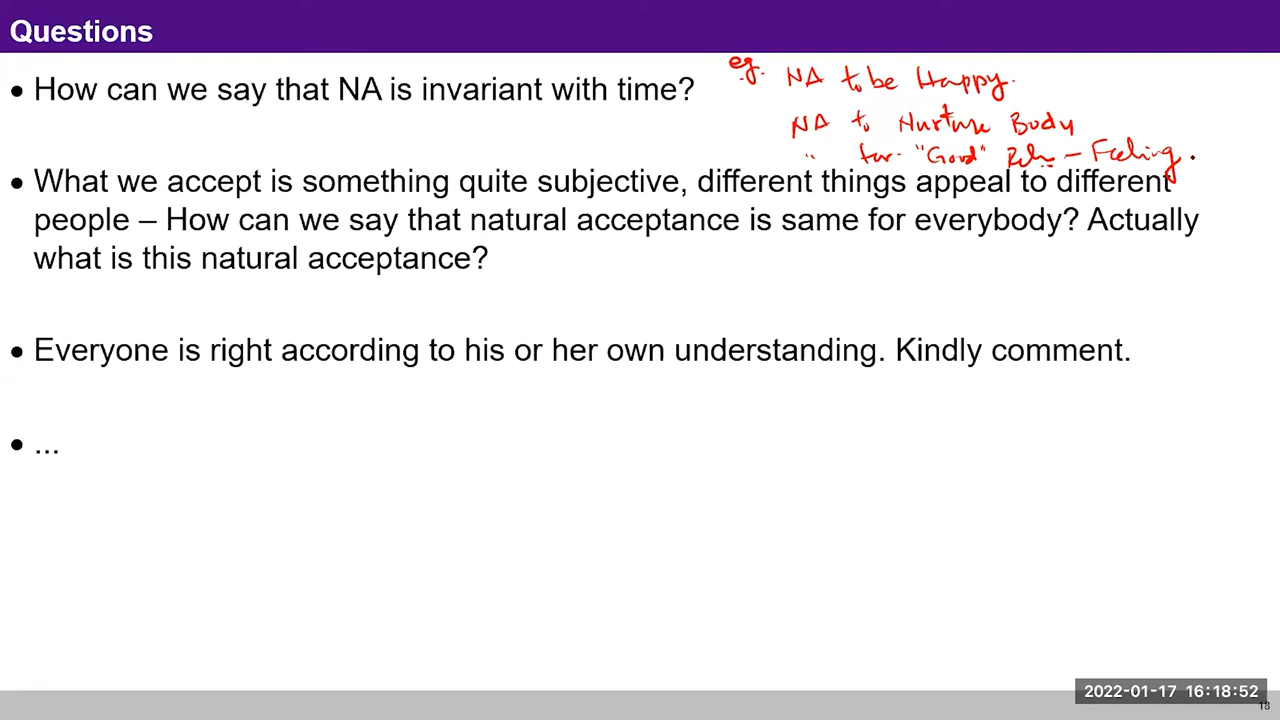 Questions
• How can we say that NA is invariant with time?
eg. NA to be Happy.
NA to Nurture Body
" for "Good" Reln – Feeling.
• What we accept is something quite subjective, different things appeal to different
people – How can we say that natural acceptance is same for everybody? Actually
what is this natural acceptance?
• Everyone is right according to his or her own understanding. Kindly comment.
• ...
2022-01-17 16:18:52
18